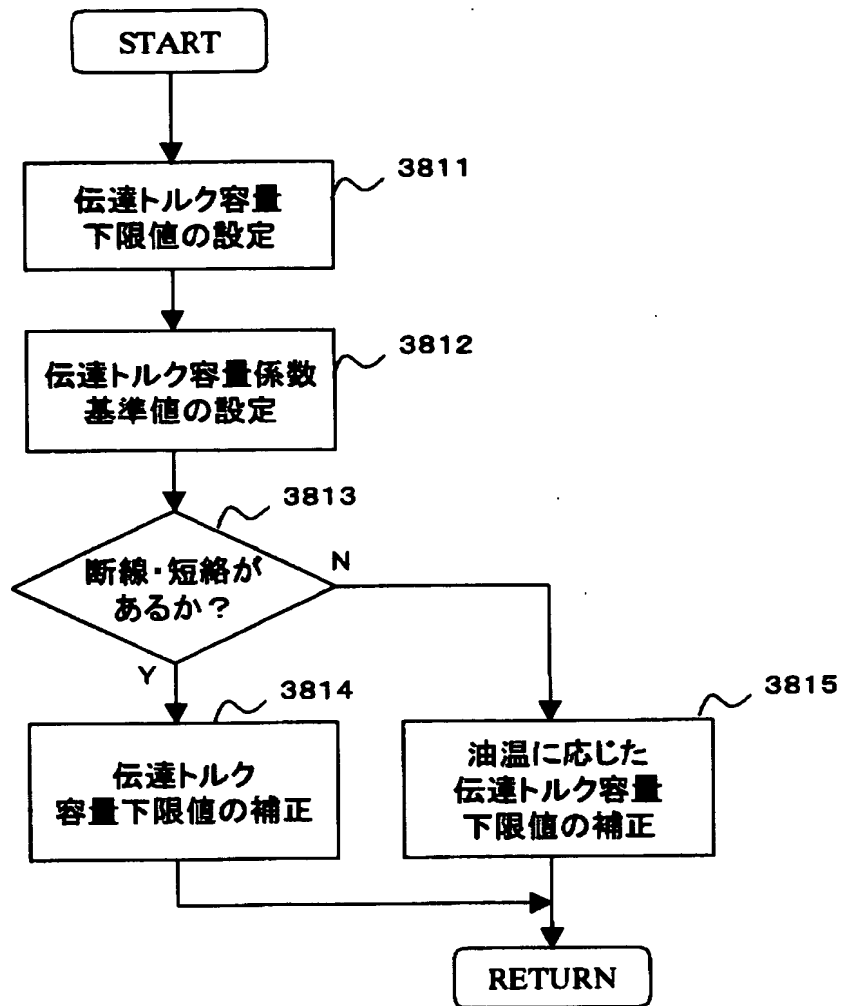 START
3811
伝達トルク容量
下限値の設定
3812
伝達トルク容量係数
基準値の設定
3813
断線・短絡が
あるか？
N
Y
3814
伝達トルク
容量下限値の補正
3815
油温に応じた
伝達トルク容量
下限値の補正
RETURN